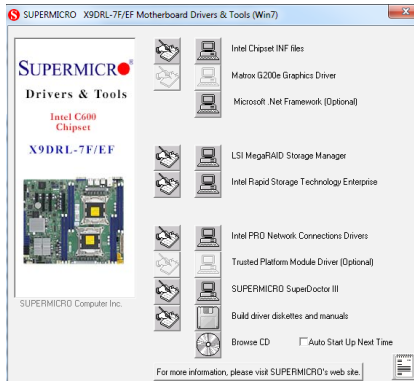 SUPERMICRO X9DRL-7F/EF Motherboard Drivers & Tools (Win7)
SUPERMICRO
Drivers & Tools
Intel C600
Chipset
X9DRL-7F/EF
SUPERMICRO Computer Inc.
Intel Chipset INF files
Matrox G200e Graphics Driver
Microsoft .Net Framework (Optional)
LSI MegaRAID Storage Manager
Intel Rapid Storage Technology Enterprise
Intel PRO Network Connections Drivers
Trusted Platform Module Driver (Optional)
SUPERMICRO SuperDoctor III
Build driver diskettes and manuals
Browse CD
Auto Start Up Next Time
For more information, please visit SUPERMICRO's web site.